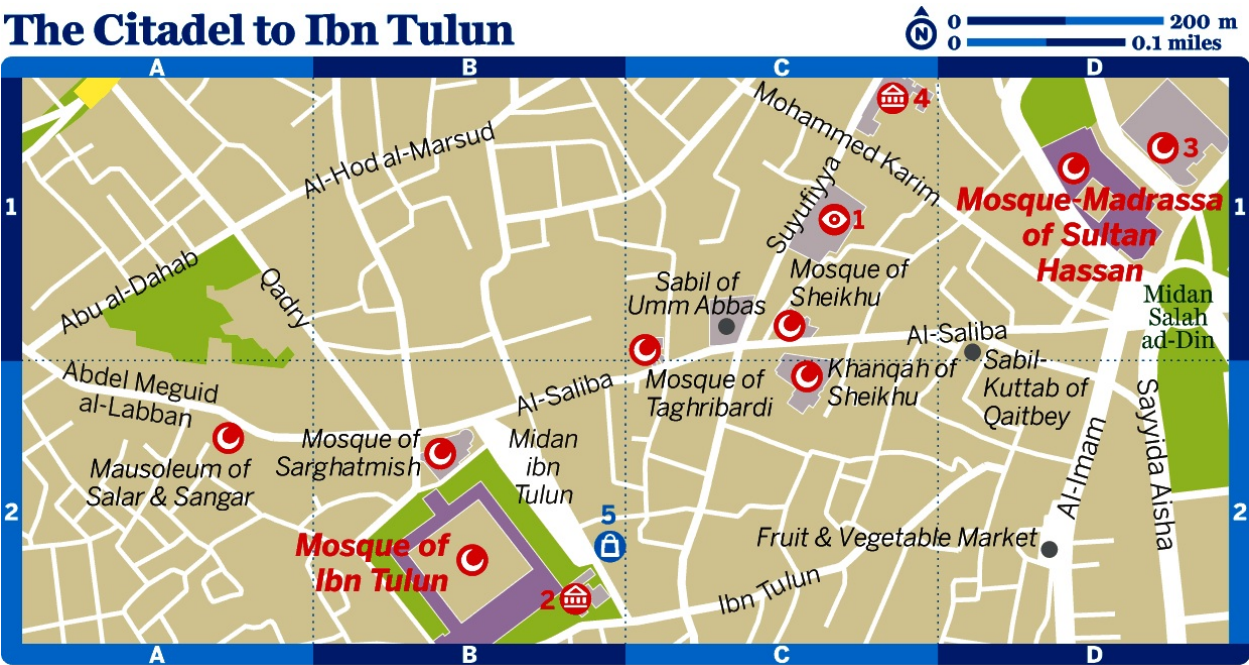 The Citadel to Ibn Tulun
N
0 200 m
0 0.1 miles
A B C D
1
1
4
Mohammed Karim
Al-Hod al-Marsud
Suyufiyya
3
Mosque-Madrassa
of Sultan
Hassan
1
Abu al-Dahab
Qadry
Sabil of
Umm Abbas
Mosque of
Sheikhu
Midan
Salah
ad-Din
Al-Saliba
Abdel Meguid
al-Labban
Al-Saliba
Mosque of
Taghribardi
Khanqah of
Sheikhu
Sabil-
Kuttab of
Qaitbey
Sayyida Aisha
Al-Imam
Mausoleum of
Salar & Sangar
Mosque of
Sarghatmish
Midan
ibn
Tulun
2
2
5
Fruit & Vegetable Market
Mosque of
Ibn Tulun
2
Ibn Tulun
A B C D